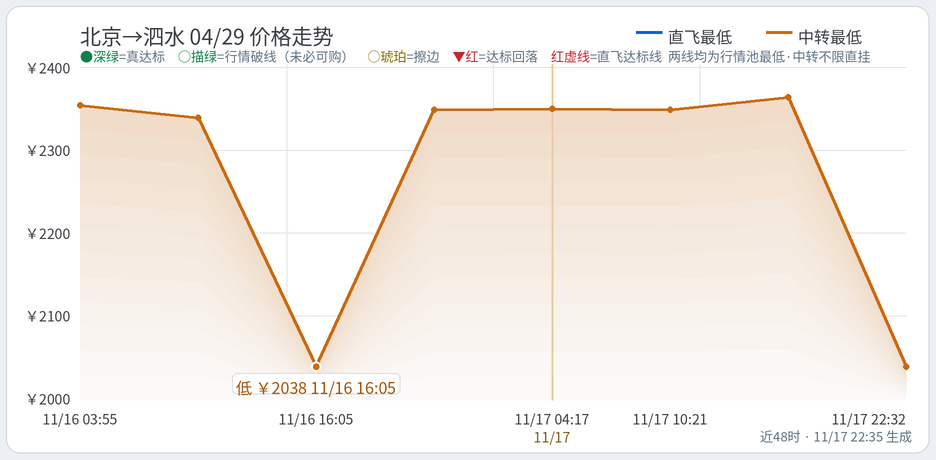 北京→泗水 04/29 价格走势
直飞最低 中转最低
●深绿=真达标 ○描绿=行情破线（未必可购） ○琥珀=擦边 ▼红=达标回落 红虚线=直飞达标线 两线均为行情池最低·中转不限直挂
￥2400
￥2300
￥2200
￥2100
￥2000
低 ￥2038 11/16 16:05
11/16 03:55 11/16 16:05 11/17 04:17 11/17 10:21 11/17 22:32
11/17
近48时 · 11/17 22:35 生成